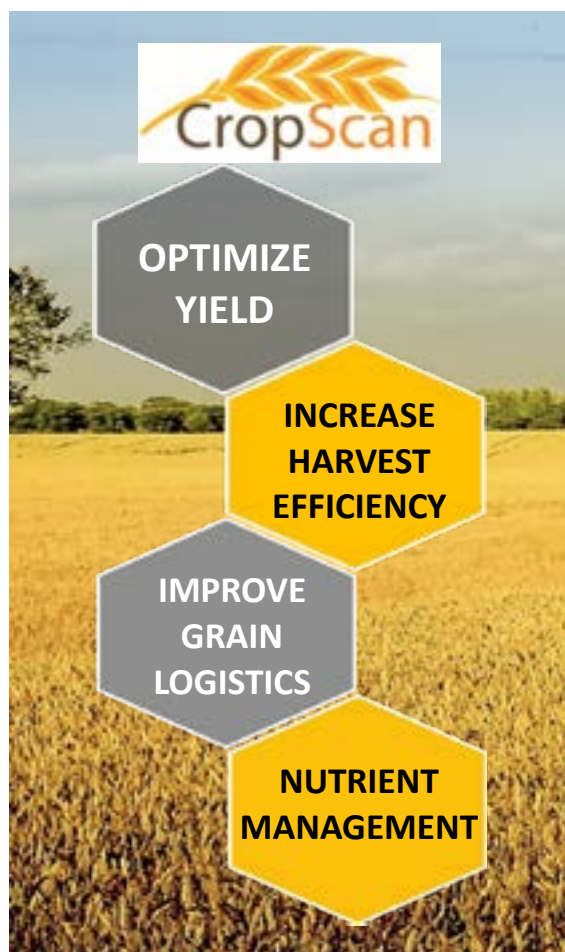 CropScan
OPTIMIZE
YIELD
INCREASE
HARVEST
EFFICIENCY
IMPROVE
GRAIN
LOGISTICS
NUTRIENT
MANAGEMENT